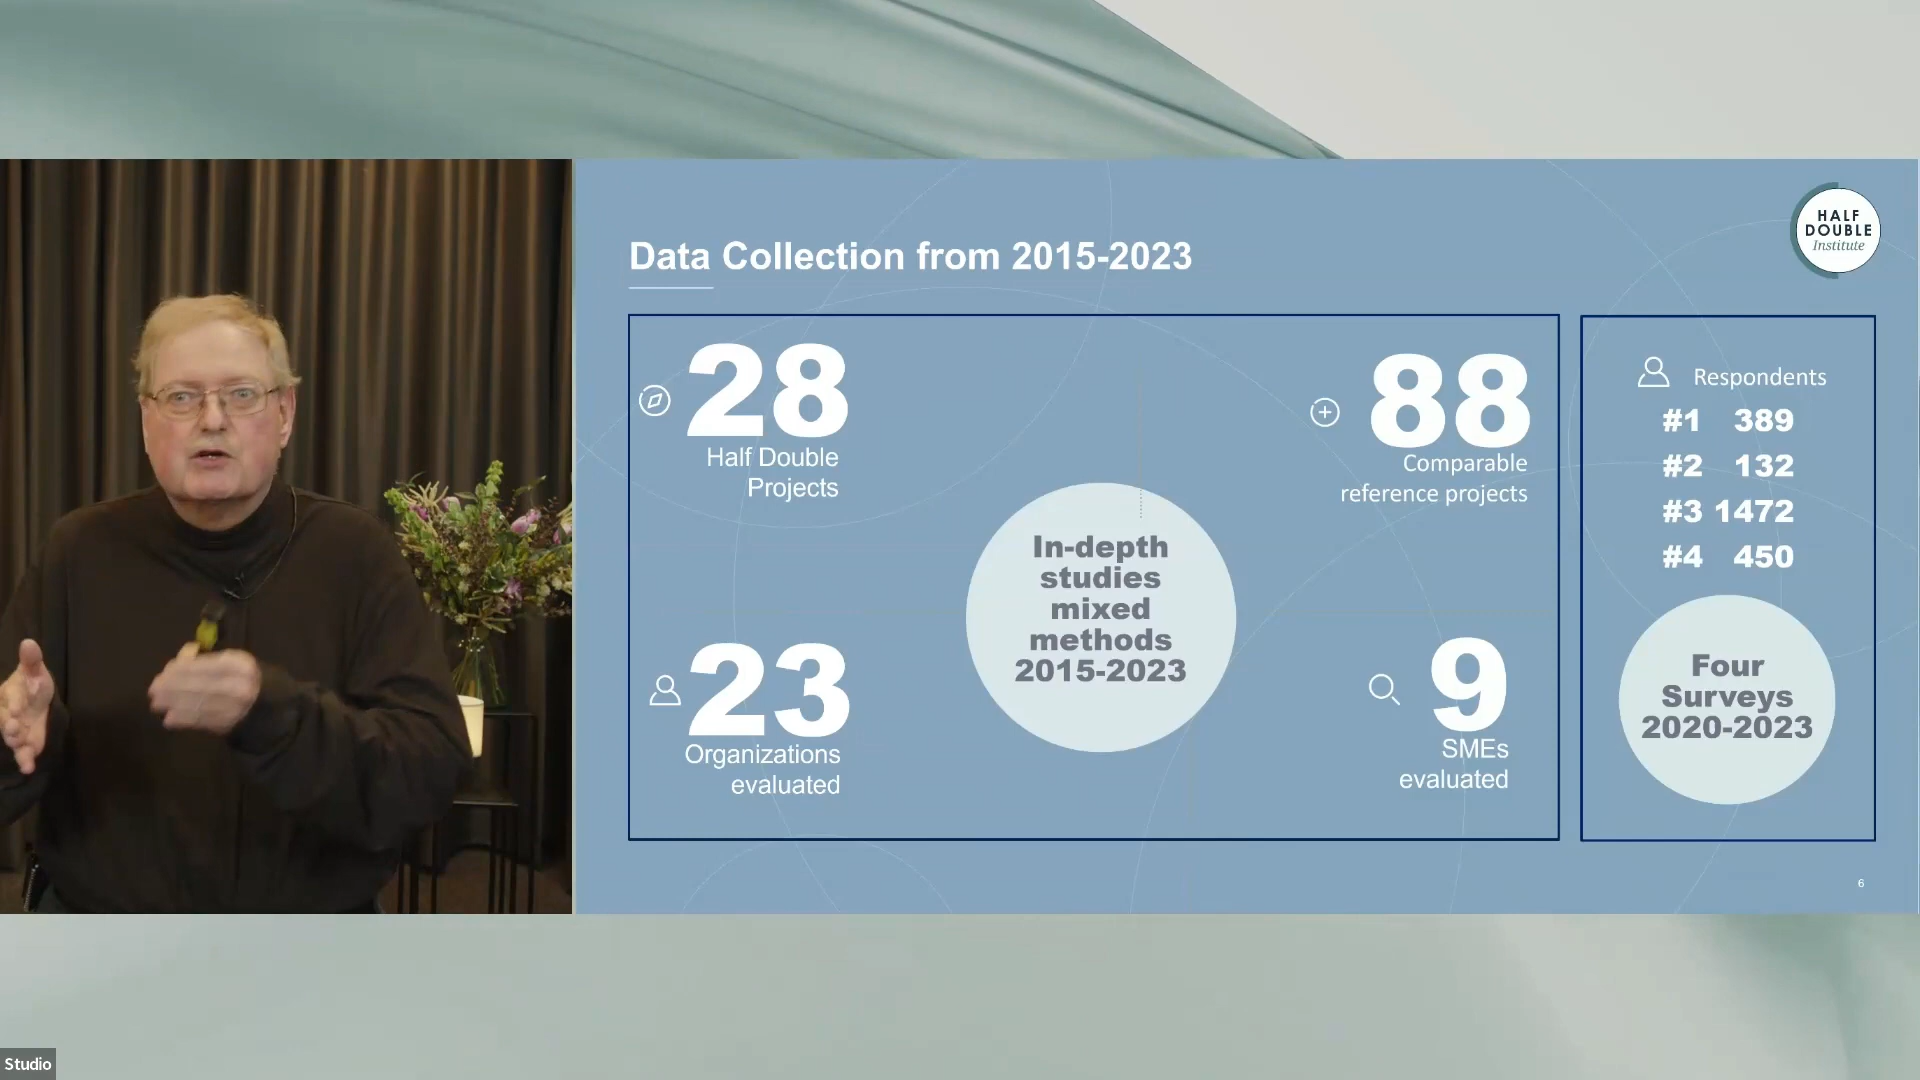 HALF
DOUBLE
Institute
Data Collection from 2015-2023
28
Half Double
Projects
88
Comparable
reference projects
In-depth
studies
mixed
methods
2015-2023
23
Organizations
evaluated
9
SMEs
evaluated
Respondents
#1 389
#2 132
#3 1472
#4 450
Four
Surveys
2020-2023
6
Studio